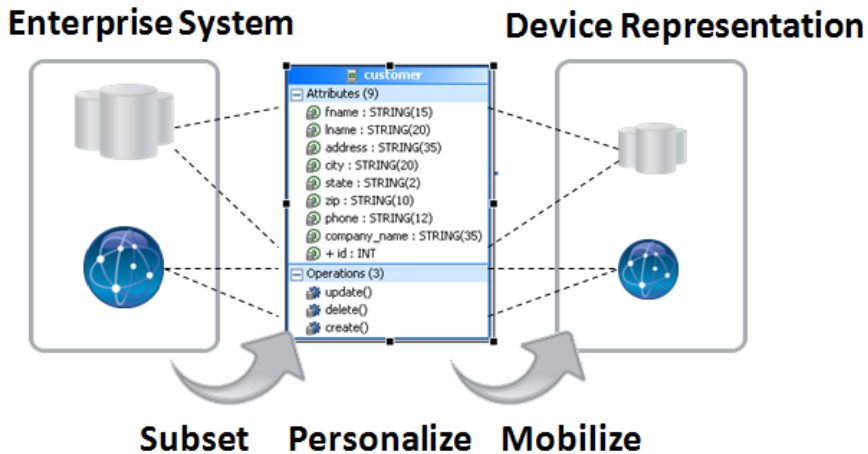 Enterprise System
Device Representation
customer
Attributes (9)
fname : STRING(15)
lname : STRING(20)
address : STRING(35)
city : STRING(20)
state : STRING(2)
zip : STRING(10)
phone : STRING(12)
company_name : STRING(35)
+ id : INT
Operations (3)
update()
delete()
create()
Subset Personalize Mobilize